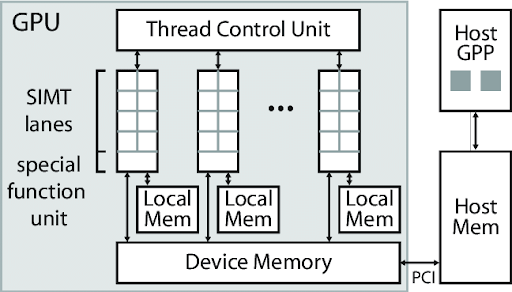 GPU
Thread Control Unit
Host
GPP
SIMT
lanes
...
special
function
unit
Local
Mem
Local
Mem
Local
Mem
Host
Mem
Device Memory
PCI